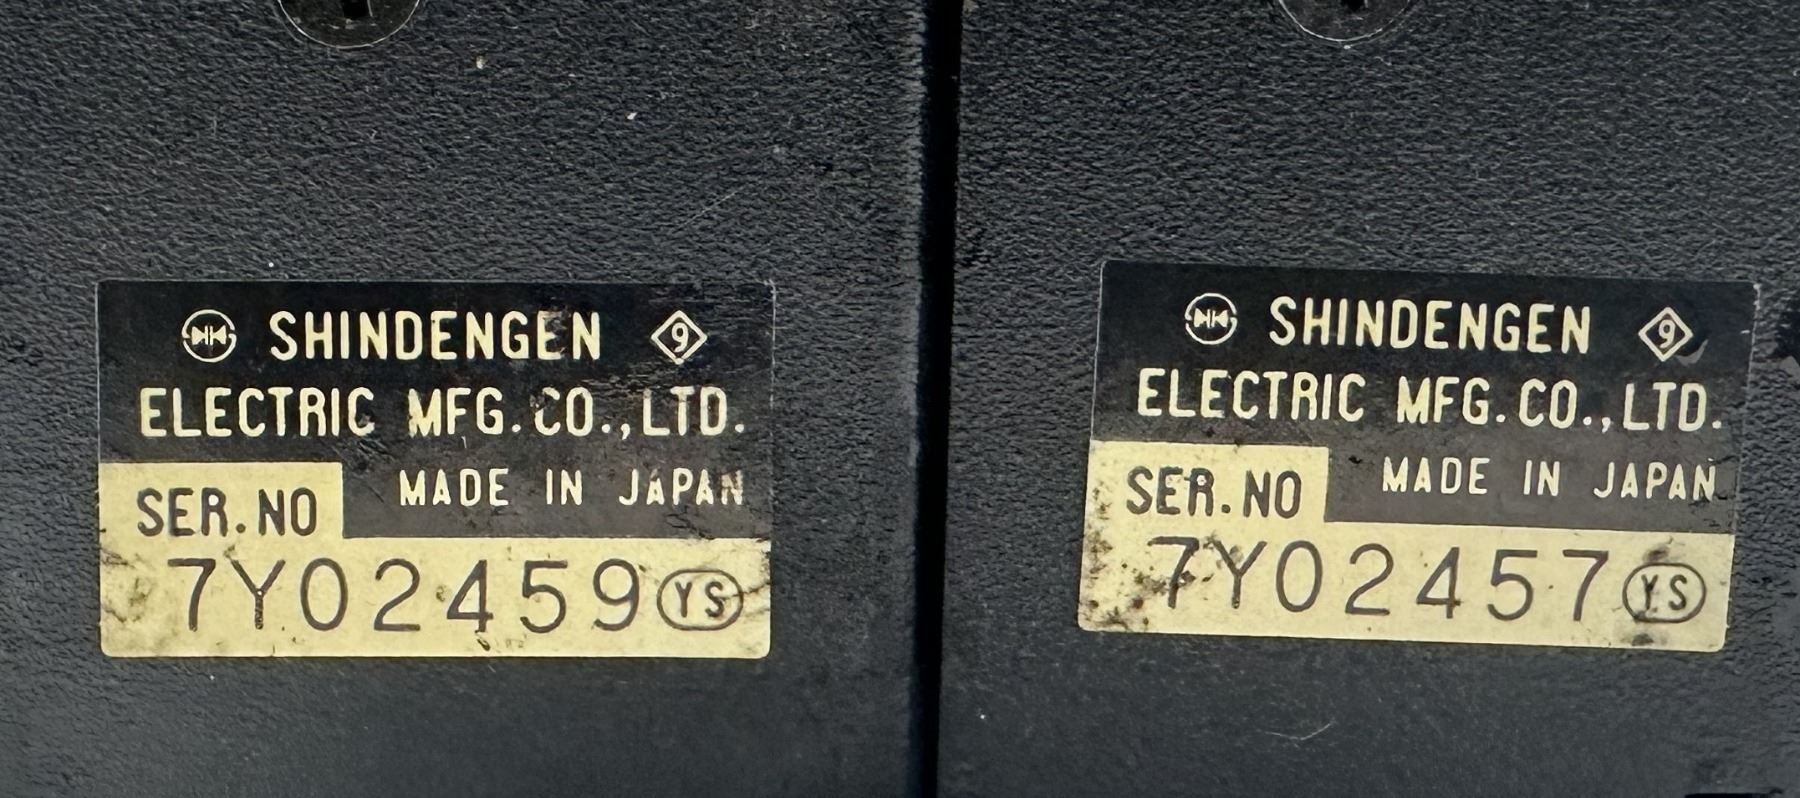 SHINDENGEN 9
ELECTRIC MFG. CO., LTD.
MADE IN JAPAN
SER. NO
7Y02459 YS
SHINDENGEN 9
ELECTRIC MFG. CO., LTD.
MADE IN JAPAN
SER. NO
7Y02457 YS